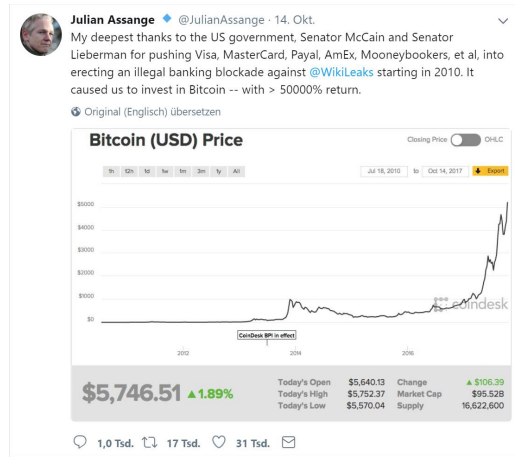 Julian Assange @JulianAssange · 14. Okt.
My deepest thanks to the US government, Senator McCain and Senator
Lieberman for pushing Visa, MasterCard, Payal, AmEx, Mooneybookers, et al, into
erecting an illegal banking blockade against @WikiLeaks starting in 2010. It
caused us to invest in Bitcoin -- with > 50000% return.
Original (Englisch) übersetzen
Bitcoin (USD) Price
Closing Price OHLC
1h 12h 1d 1w 1m 3m 1y All
Jul 18, 2010 to Oct 14, 2017 Export
$5000
$4000
$3000
$2000
$1000
$0
coindesk
CoinDesk BPI in effect
2012 2014 2016
$5,746.51 ▲1.89%
Today's Open $5,640.13 Change ▲ $106.39
Today's High $5,752.37 Market Cap $95.52B
Today's Low $5,570.04 Supply 16,622,600
1,0 Tsd. 17 Tsd. 31 Tsd.